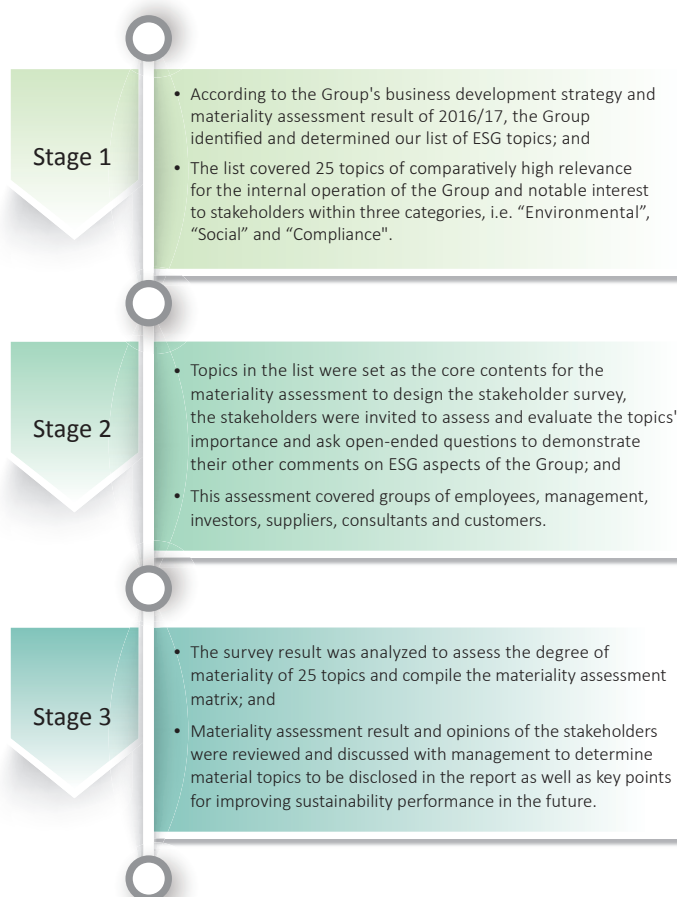 Stage 1
• According to the Group's business development strategy and
materiality assessment result of 2016/17, the Group
identified and determined our list of ESG topics; and
• The list covered 25 topics of comparatively high relevance
for the internal operation of the Group and notable interest
to stakeholders within three categories, i.e. “Environmental”,
“Social” and “Compliance".
Stage 2
• Topics in the list were set as the core contents for the
materiality assessment to design the stakeholder survey,
the stakeholders were invited to assess and evaluate the topics'
importance and ask open-ended questions to demonstrate
their other comments on ESG aspects of the Group; and
• This assessment covered groups of employees, management,
investors, suppliers, consultants and customers.
Stage 3
• The survey result was analyzed to assess the degree of
materiality of 25 topics and compile the materiality assessment
matrix; and
• Materiality assessment result and opinions of the stakeholders
were reviewed and discussed with management to determine
material topics to be disclosed in the report as well as key points
for improving sustainability performance in the future.